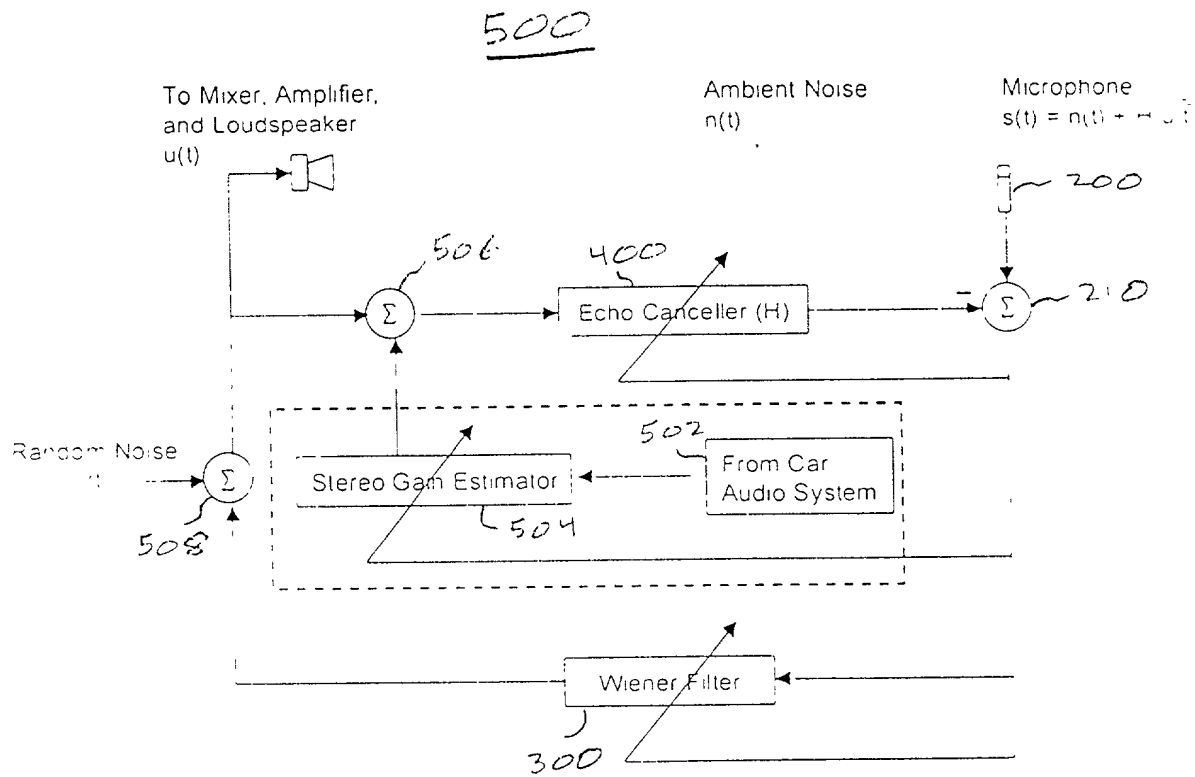 500
To Mixer, Amplifier,
and Loudspeaker
u(t)
Ambient Noise
n(t)
Microphone
s(t) = n(t) +
200
506
400
Σ
Echo Canceller (H)
–
Σ
210
Random Noise
Σ
508
Stereo Gain Estimator
504
502
From Car
Audio System
Wiener Filter
300